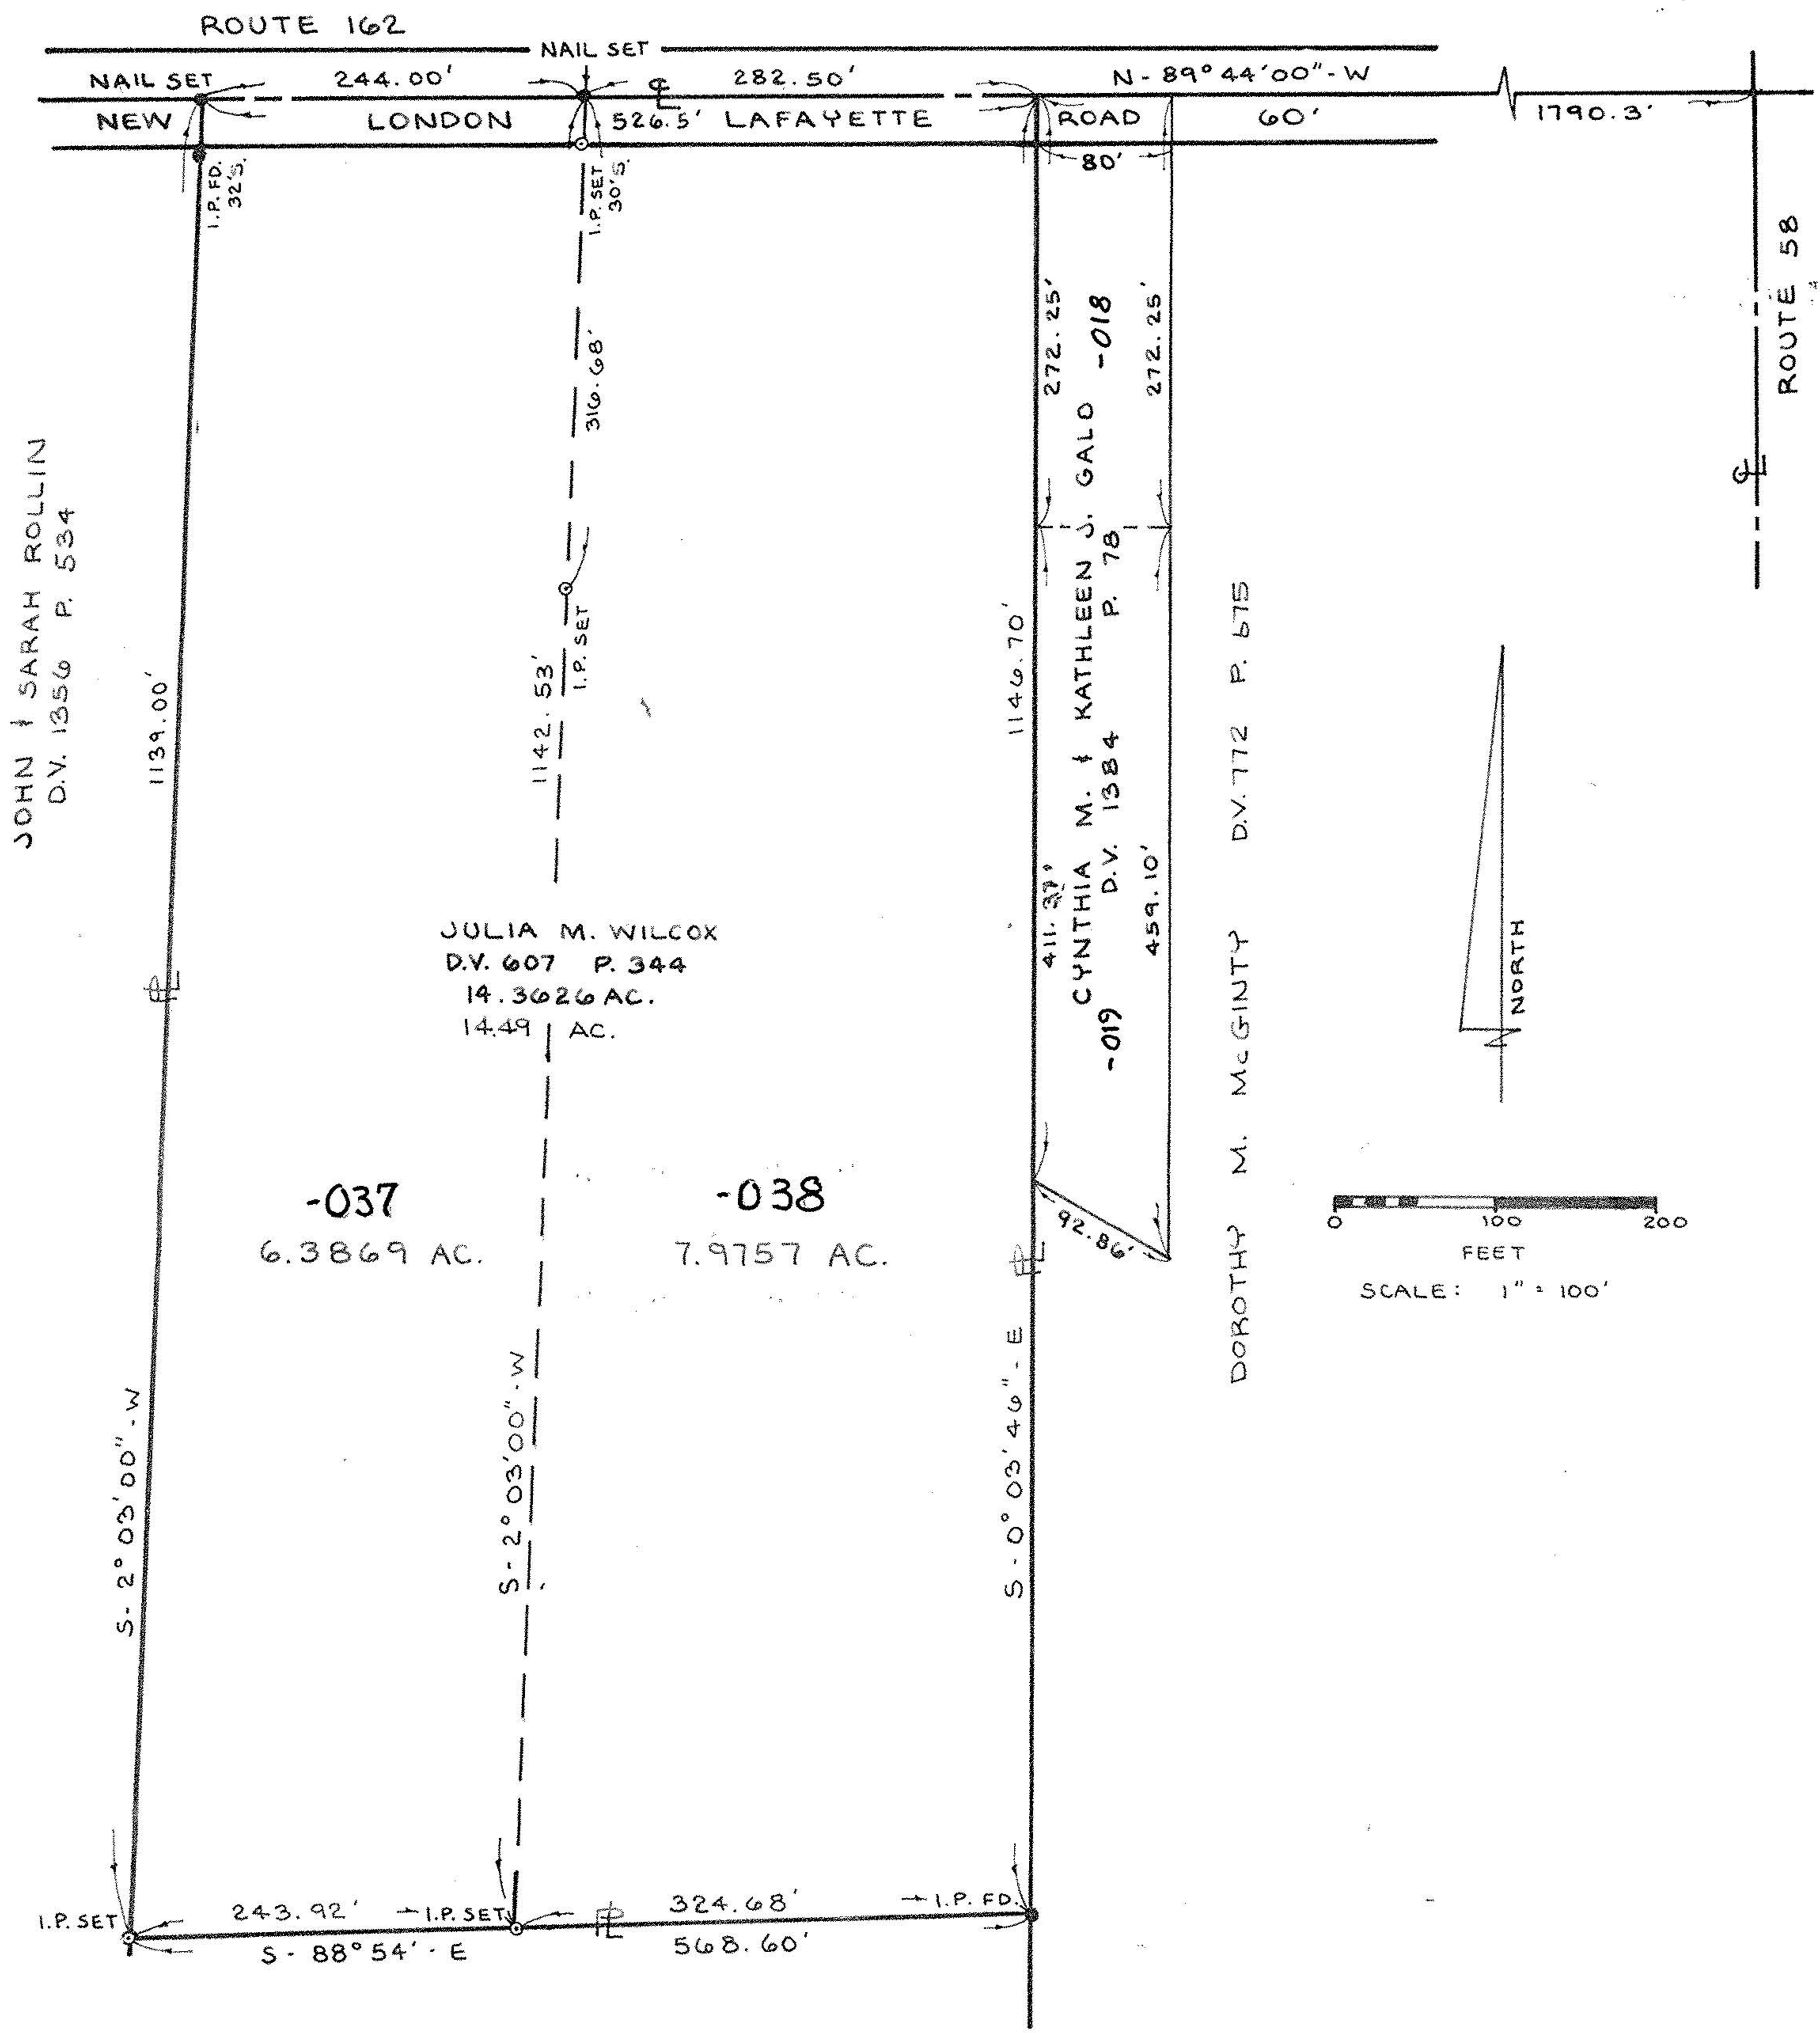 ROUTE 162
NAIL SET
NAIL SET
244.00'
282.50'
N - 89° 44' 00" - W
NEW LONDON
526.5'
LAFAYETTE ROAD
60'
1790.3'
80'
I.P. FD.
32'S.
I.P. SET
30'S.
ROUTE 58
316.68'
I.P. SET
272.25'
-018
272.25'
JOHN & SARAH ROLLIN
D.V. 1356 P. 534
1139.00'
1142.53'
1146.70'
CYNTHIA M. & KATHLEEN J. GALO
D.V. 1384 P. 78
411.37'
459.10'
-019
DOROTHY M. McGINTY D.V. 772 P. 675
JULIA M. WILCOX
D.V. 607 P. 344
14.3626 AC.
14.49 AC.
NORTH
-037
6.3869 AC.
-038
7.9757 AC.
92.86'
0 100 200
FEET
SCALE: 1" = 100'
S - 2° 03' 00" - W
S - 2° 03' 00" - W
S - 0° 03' 46" - E
I.P. SET
243.92'
I.P. SET
324.68'
I.P. FD.
S - 88° 54' - E
568.60'